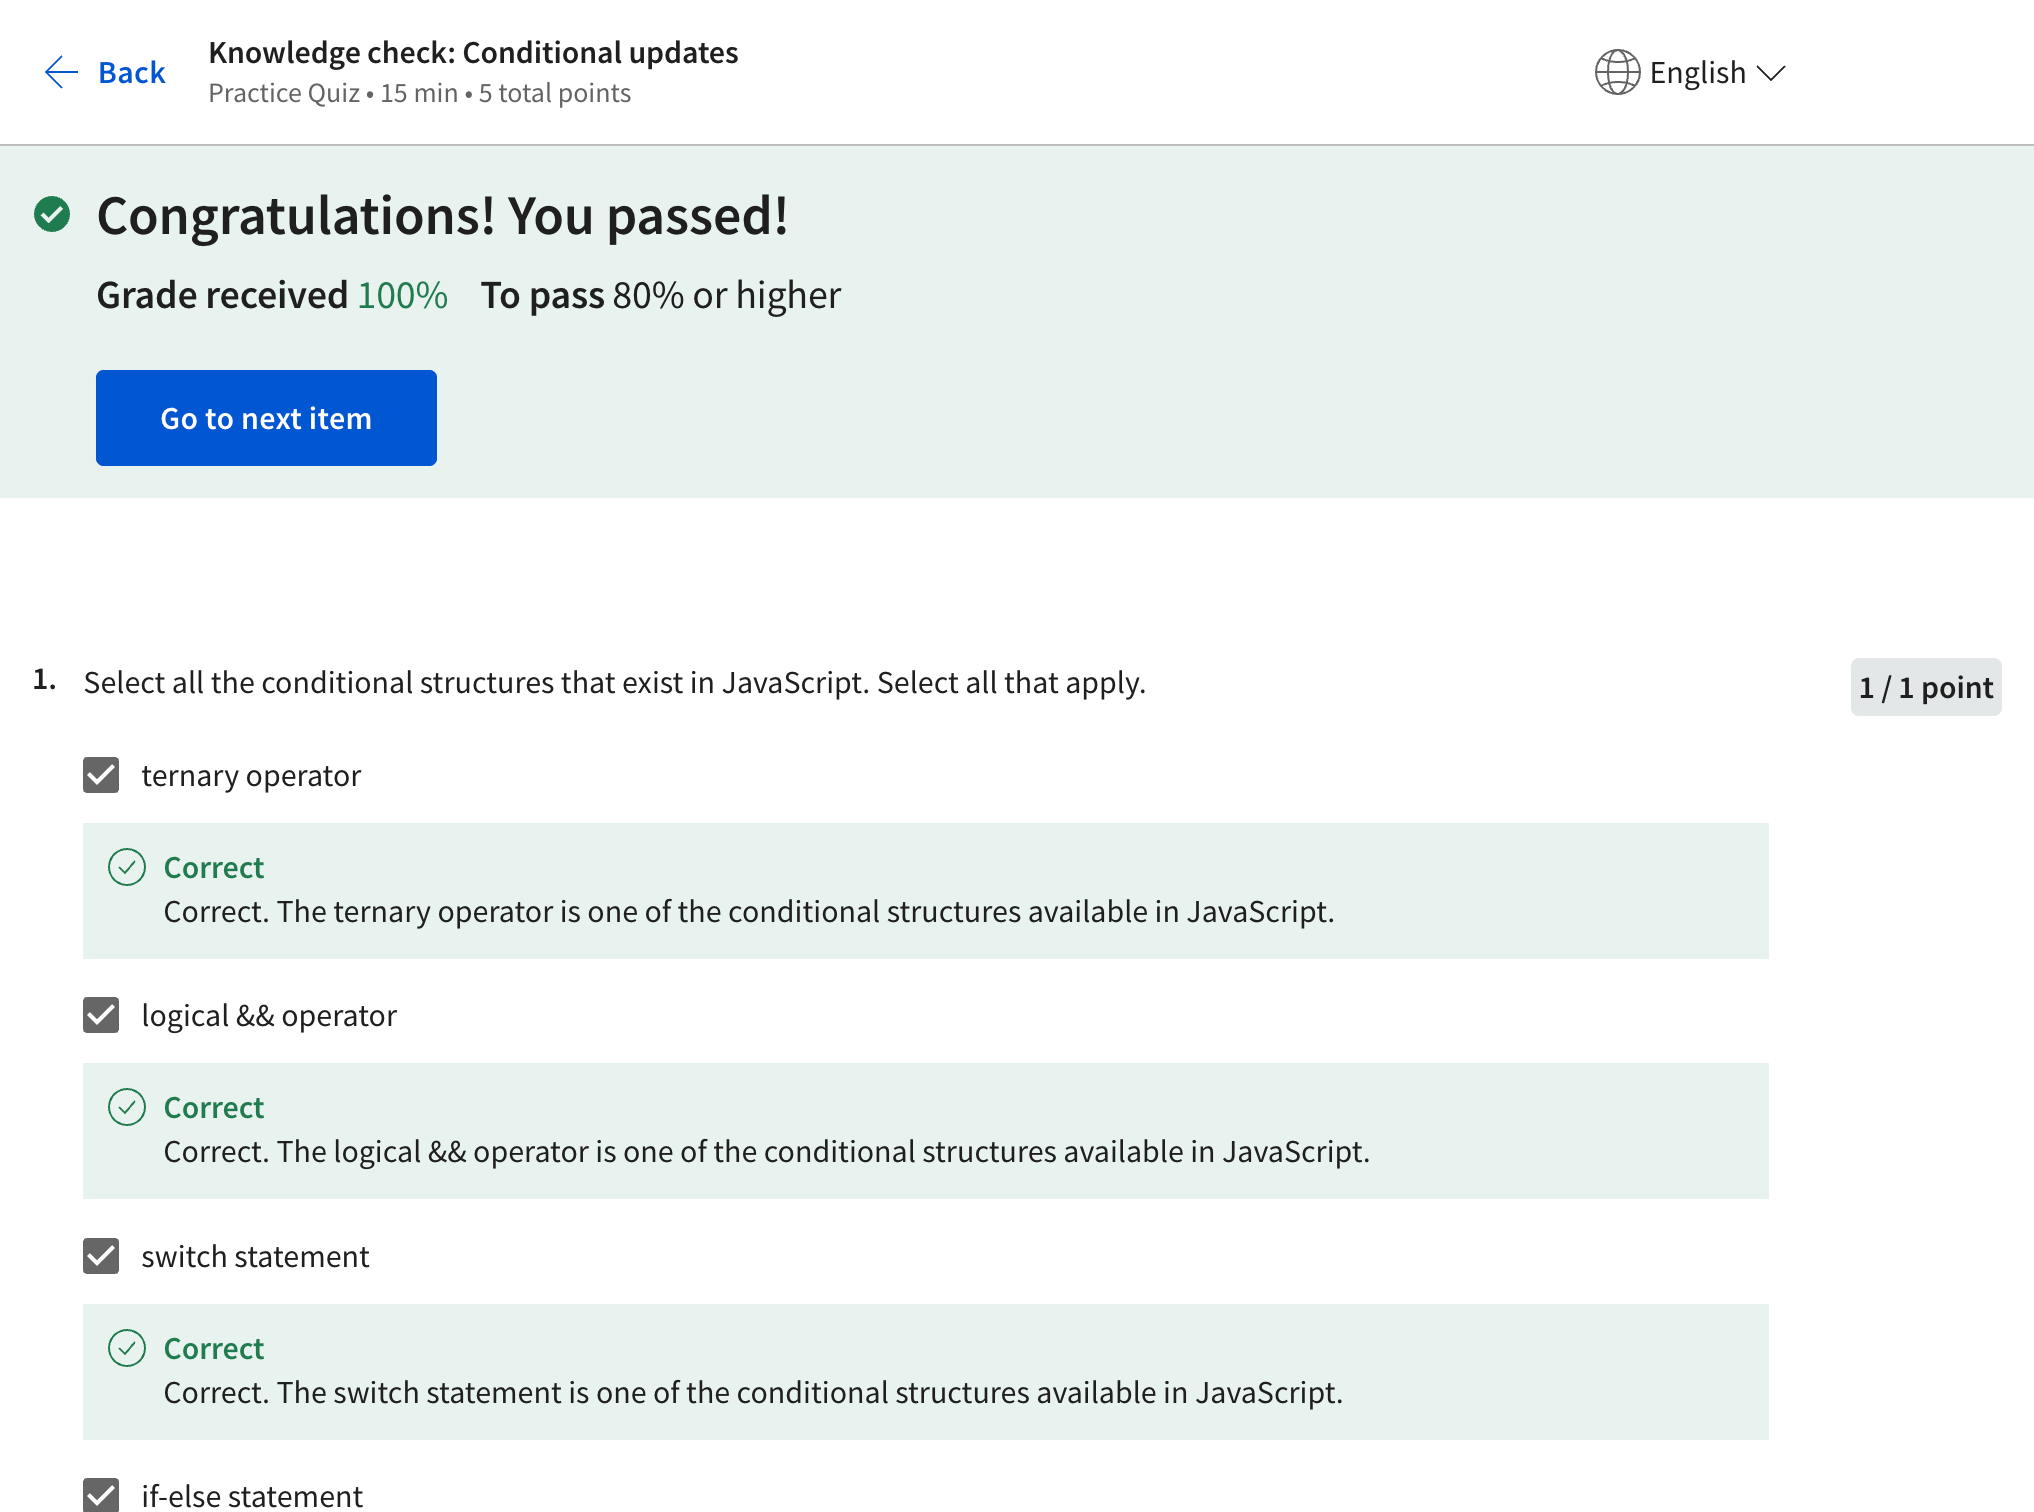 Back
Knowledge check: Conditional updates
Practice Quiz • 15 min • 5 total points
English
Congratulations! You passed!
Grade received 100% To pass 80% or higher
Go to next item
1. Select all the conditional structures that exist in JavaScript. Select all that apply.
1 / 1 point
ternary operator
Correct
Correct. The ternary operator is one of the conditional structures available in JavaScript.
logical && operator
Correct
Correct. The logical && operator is one of the conditional structures available in JavaScript.
switch statement
Correct
Correct. The switch statement is one of the conditional structures available in JavaScript.
if-else statement